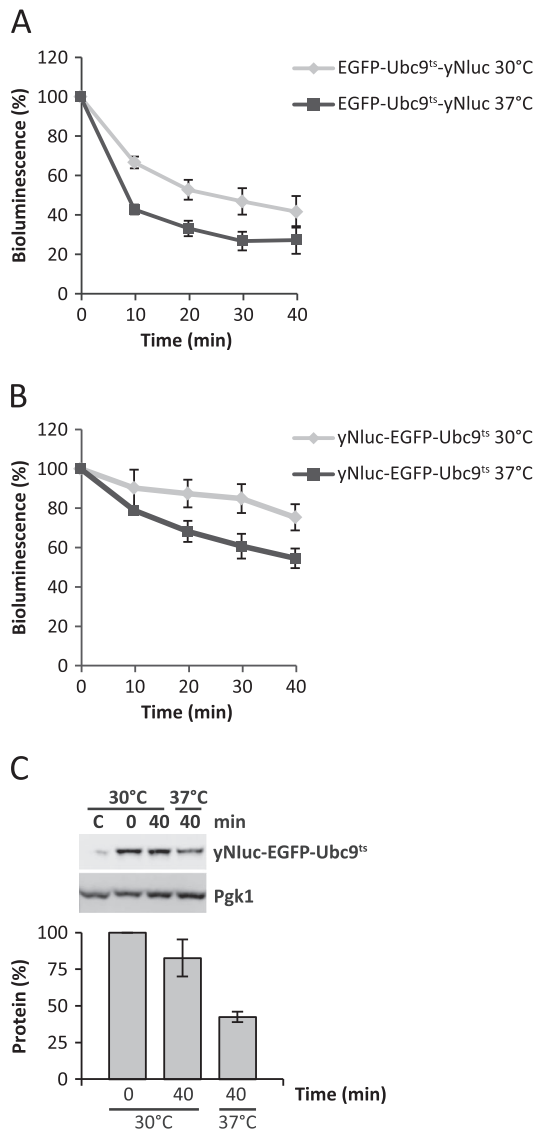 A
120
100
80
60
40
20
0
Bioluminescence (%)
0 10 20 30 40
Time (min)
EGFP-Ubc9ts-yNluc 30°C
EGFP-Ubc9ts-yNluc 37°C
B
120
100
80
60
40
20
0
Bioluminescence (%)
0 10 20 30 40
Time (min)
yNluc-EGFP-Ubc9ts 30°C
yNluc-EGFP-Ubc9ts 37°C
C
30°C 37°C
C 0 40 40 min
yNluc-EGFP-Ubc9ts
Pgk1
100
75
50
25
0
Protein (%)
0 40 40 Time (min)
30°C 37°C